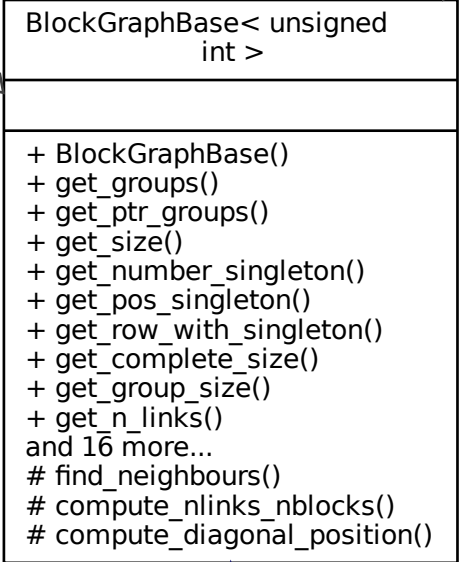 BlockGraphBase< unsigned
int >
+ BlockGraphBase()
+ get_groups()
+ get_ptr_groups()
+ get_size()
+ get_number_singleton()
+ get_pos_singleton()
+ get_row_with_singleton()
+ get_complete_size()
+ get_group_size()
+ get_n_links()
and 16 more...
# find_neighbours()
# compute_nlinks_nblocks()
# compute_diagonal_position()